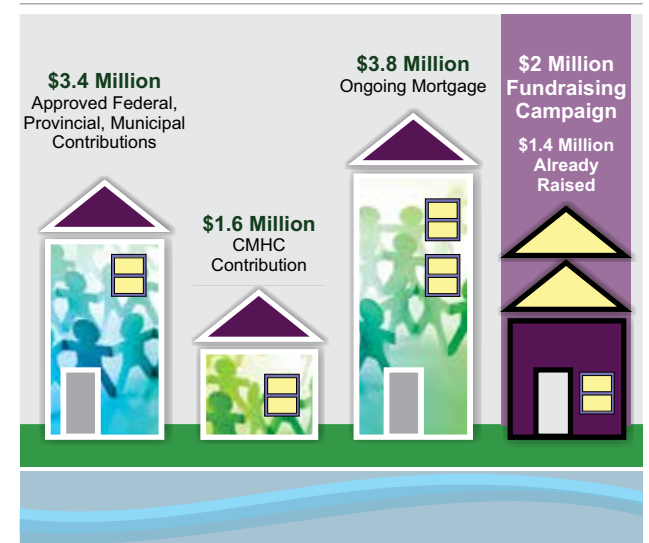 $3.4 Million
Approved Federal,
Provincial, Municipal
Contributions
$1.6 Million
CMHC
Contribution
$3.8 Million
Ongoing Mortgage
$2 Million
Fundraising
Campaign
$1.4 Million
Already
Raised